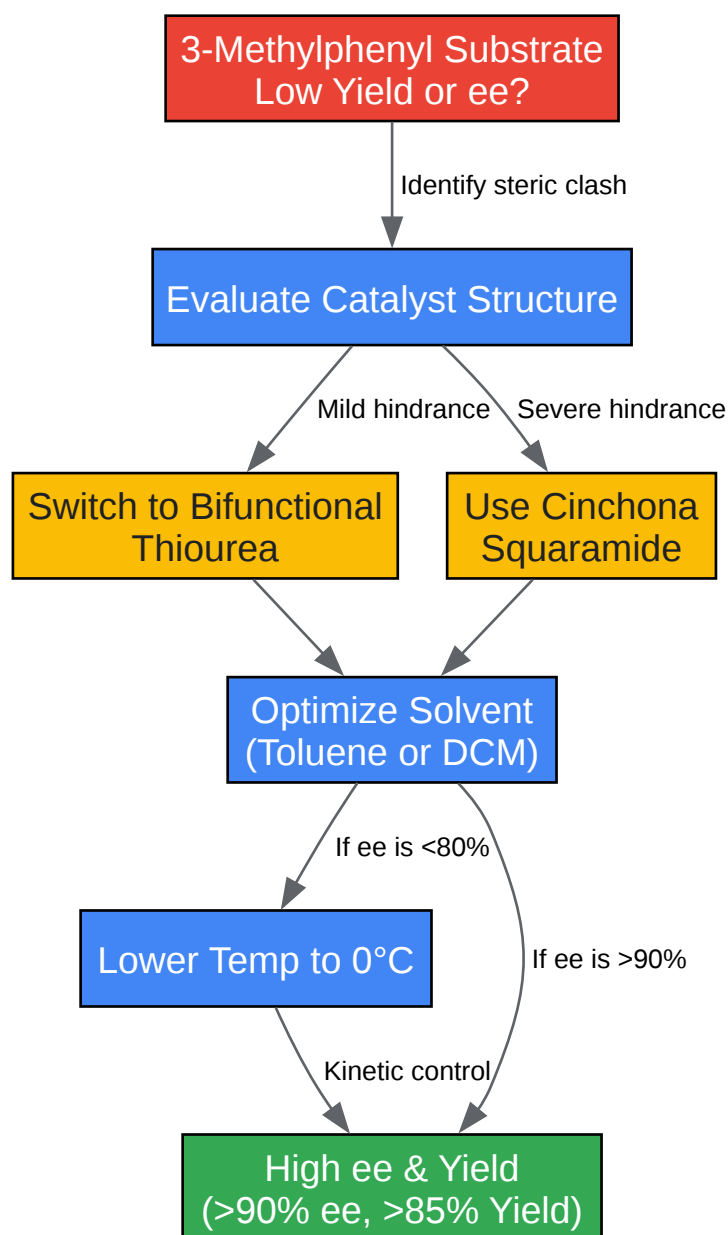 3-Methylphenyl Substrate
Low Yield or ee?
Identify steric clash
Evaluate Catalyst Structure
Mild hindrance
Severe hindrance
Switch to Bifunctional
Thiourea
Use Cinchona
Squaramide
Optimize Solvent
(Toluene or DCM)
If ee is <80%
Lower Temp to 0°C
If ee is >90%
Kinetic control
High ee & Yield
(>90% ee, >85% Yield)